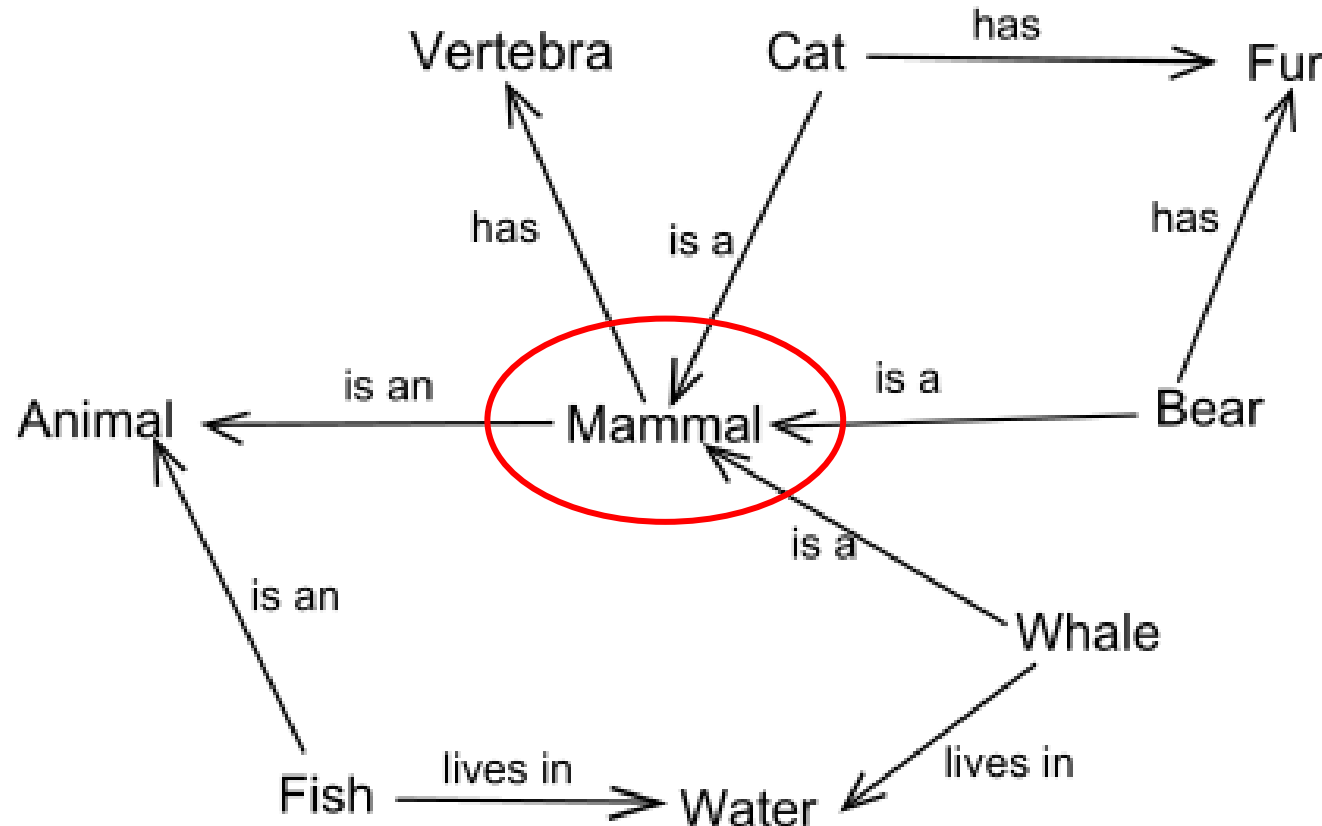 has
Vertebra Cat Fur
has is a has
is an is a
Animal Mammal Bear
is a
is an
Whale
lives in lives in
Fish Water